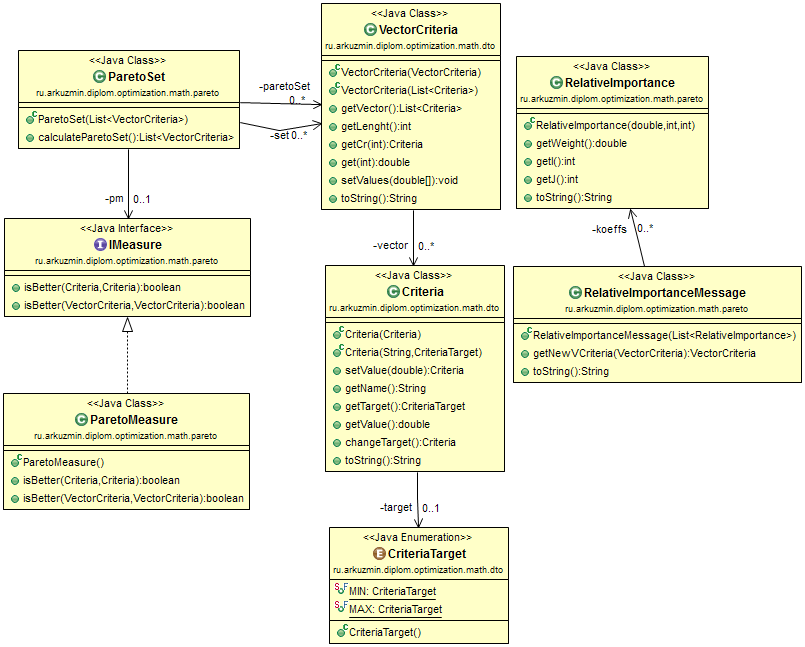 <<Java Class>>
ParetoSet
ru.arkuzmin.diplom.optimization.math.pareto
ParetoSet(List<VectorCriteria>)
calculateParetoSet():List<VectorCriteria>
-paretoSet
0..*
-set 0..*
<<Java Class>>
VectorCriteria
ru.arkuzmin.diplom.optimization.math.dto
VectorCriteria(VectorCriteria)
VectorCriteria(List<Criteria>)
getVector():List<Criteria>
getLenght():int
getCr(int):Criteria
get(int):double
setValues(double[]):void
toString():String
<<Java Class>>
RelativeImportance
ru.arkuzmin.diplom.optimization.math.pareto
RelativeImportance(double,int,int)
getWeight():double
getI():int
getJ():int
toString():String
-pm 0..1
-vector 0..*
-koeffs 0..*
<<Java Interface>>
IMeasure
ru.arkuzmin.diplom.optimization.math.pareto
isBetter(Criteria,Criteria):boolean
isBetter(VectorCriteria,VectorCriteria):boolean
<<Java Class>>
Criteria
ru.arkuzmin.diplom.optimization.math.dto
Criteria(Criteria)
Criteria(String,CriteriaTarget)
setValue(double):Criteria
getName():String
getTarget():CriteriaTarget
getValue():double
changeTarget():Criteria
toString():String
<<Java Class>>
RelativeImportanceMessage
ru.arkuzmin.diplom.optimization.math.pareto
RelativeImportanceMessage(List<RelativeImportance>)
getNewVCriteria(VectorCriteria):VectorCriteria
toString():String
<<Java Class>>
ParetoMeasure
ru.arkuzmin.diplom.optimization.math.pareto
ParetoMeasure()
isBetter(Criteria,Criteria):boolean
isBetter(VectorCriteria,VectorCriteria):boolean
-target 0..1
<<Java Enumeration>>
CriteriaTarget
ru.arkuzmin.diplom.optimization.math.dto
MIN: CriteriaTarget
MAX: CriteriaTarget
CriteriaTarget()